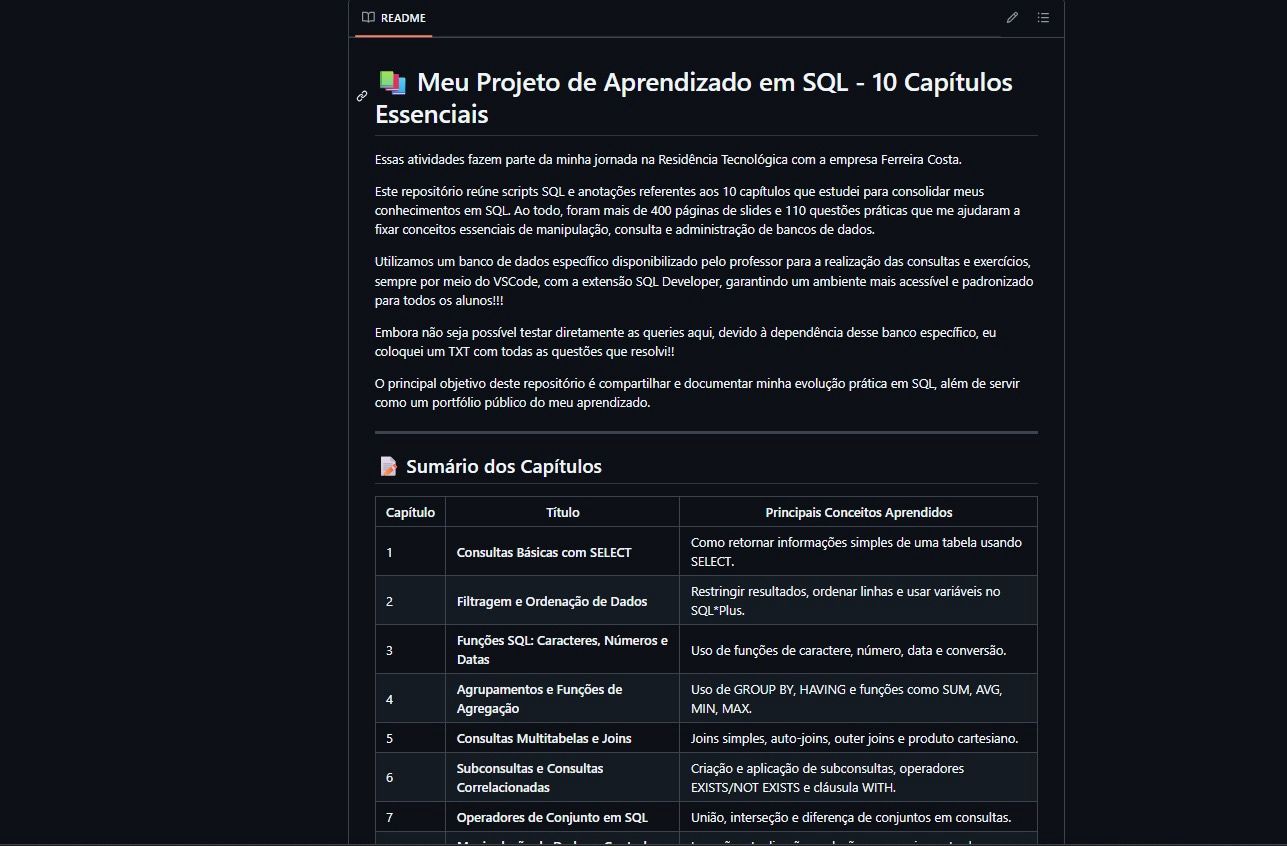 README
Meu Projeto de Aprendizado em SQL - 10 Capítulos
Essenciais
Essas atividades fazem parte da minha jornada na Residência Tecnológica com a empresa Ferreira Costa.
Este repositório reúne scripts SQL e anotações referentes aos 10 capítulos que estudei para consolidar meus
conhecimentos em SQL. Ao todo, foram mais de 400 páginas de slides e 110 questões práticas que me ajudaram a
fixar conceitos essenciais de manipulação, consulta e administração de bancos de dados.
Utilizamos um banco de dados específico disponibilizado pelo professor para a realização das consultas e exercícios,
sempre por meio do VSCode, com a extensão SQL Developer, garantindo um ambiente mais acessível e padronizado
para todos os alunos!!!
Embora não seja possível testar diretamente as queries aqui, devido à dependência desse banco específico, eu
coloquei um TXT com todas as questões que resolvi!!
O principal objetivo deste repositório é compartilhar e documentar minha evolução prática em SQL, além de servir
como um portfólio público do meu aprendizado.
Sumário dos Capítulos
Capítulo Título Principais Conceitos Aprendidos
1 Consultas Básicas com SELECT Como retornar informações simples de uma tabela usando
SELECT.
2 Filtragem e Ordenação de Dados Restringir resultados, ordenar linhas e usar variáveis no
SQL*Plus.
3 Funções SQL: Caracteres, Números e
Datas Uso de funções de caractere, número, data e conversão.
4 Agrupamentos e Funções de
Agregação Uso de GROUP BY, HAVING e funções como SUM, AVG,
MIN, MAX.
5 Consultas Multitabelas e Joins Joins simples, auto-joins, outer joins e produto cartesiano.
6 Subconsultas e Consultas
Correlacionadas Criação e aplicação de subconsultas, operadores
EXISTS/NOT EXISTS e cláusula WITH.
7 Operadores de Conjunto em SQL União, interseção e diferença de conjuntos em consultas.